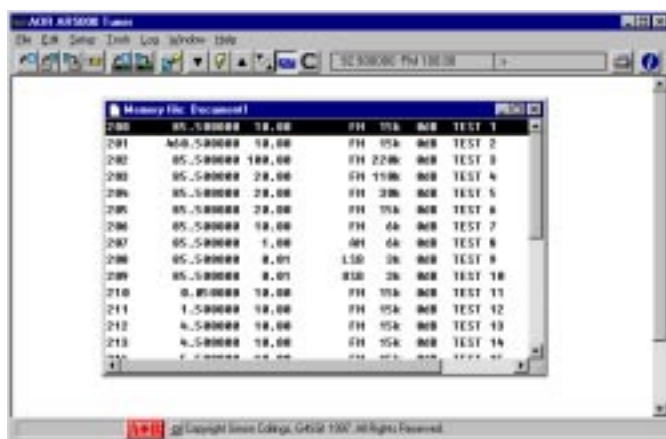 AOR AR5000 Tuner
File Edit Setup Tools Log Window Help
92.900000 FM 100.00
Memory file: Document1
200 85.500000 10.00 FM 15k 0dB TEST 1
201 460.500000 10.00 FM 15k 0dB TEST 2
202 85.500000 100.00 FM 220k 0dB TEST 3
203 85.500000 20.00 FM 110k 0dB TEST 4
204 85.500000 20.00 FM 30k 0dB TEST 5
205 85.500000 20.00 FM 15k 0dB TEST 6
206 85.500000 10.00 FM 6k 0dB TEST 7
207 85.500000 1.00 AM 6k 0dB TEST 8
208 85.500000 0.01 LSB 3k 0dB TEST 9
209 85.500000 0.01 USB 3k 0dB TEST 10
210 0.050000 10.00 FM 15k 0dB TEST 11
211 1.500000 10.00 FM 15k 0dB TEST 12
212 4.500000 10.00 FM 15k 0dB TEST 13
213 4.500000 10.00 FM 15k 0dB TEST 14
Copyright Simon Collings, G4SGI 1997. All Rights Reserved.